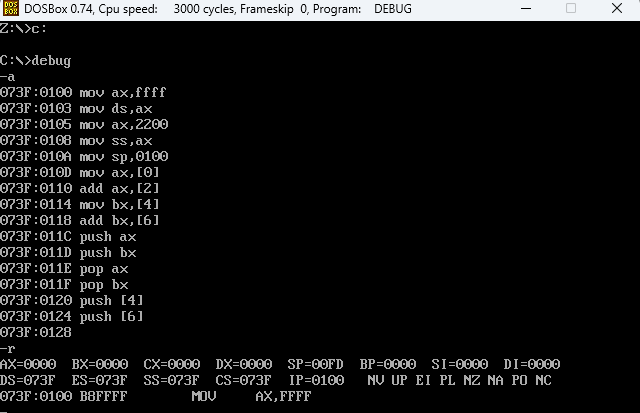 DOSBox 0.74, Cpu speed: 3000 cycles, Frameskip 0, Program: DEBUG
Z:\>c:
C:\>debug
-a
073F:0100 mov ax,ffff
073F:0103 mov ds,ax
073F:0105 mov ax,2200
073F:0108 mov ss,ax
073F:010A mov sp,0100
073F:010D mov ax,[0]
073F:0110 add ax,[2]
073F:0114 mov bx,[4]
073F:0118 add bx,[6]
073F:011C push ax
073F:011D push bx
073F:011E pop ax
073F:011F pop bx
073F:0120 push [4]
073F:0124 push [6]
073F:0128
-r
AX=0000 BX=0000 CX=0000 DX=0000 SP=00FD BP=0000 SI=0000 DI=0000
DS=073F ES=073F SS=073F CS=073F IP=0100 NV UP EI PL NZ NA PO NC
073F:0100 B8FFFF MOV AX,FFFF